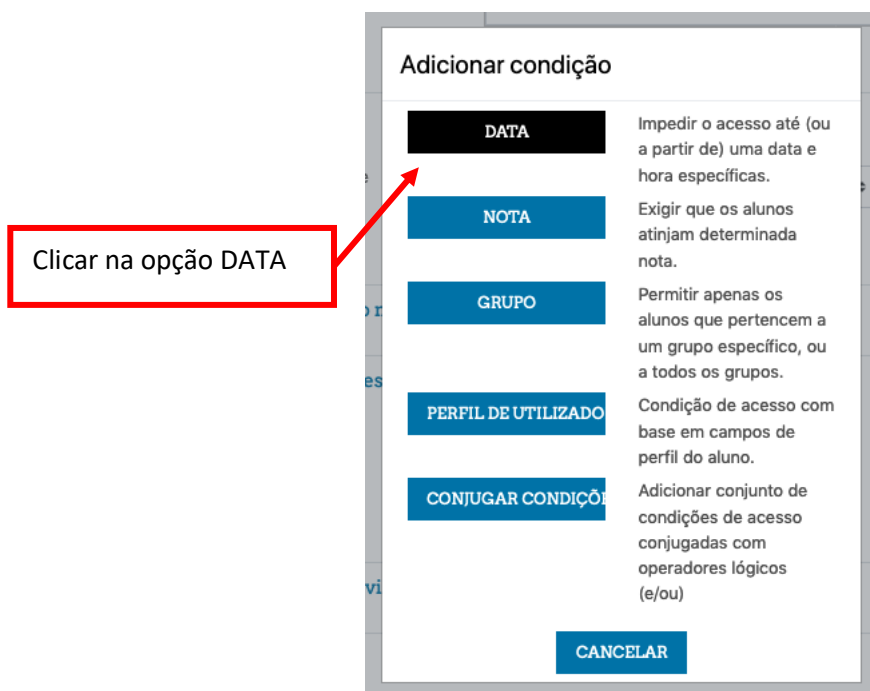 Adicionar condição
DATA
Impedir o acesso até (ou
a partir de) uma data e
hora específicas.
Clicar na opção DATA
NOTA
Exigir que os alunos
atinjam determinada
nota.
GRUPO
Permitir apenas os
alunos que pertencem a
um grupo específico, ou
a todos os grupos.
PERFIL DE UTILIZADO
Condição de acesso com
base em campos de
perfil do aluno.
CONJUGAR CONDIÇÕ
Adicionar conjunto de
condições de acesso
conjugadas com
operadores lógicos
(e/ou)
CANCELAR